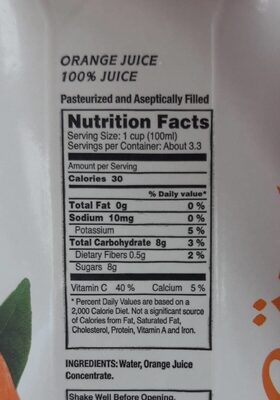 ORANGE JUICE
100% JUICE
Pasteurized and Aseptically Filled
Nutrition Facts
Serving Size: 1 cup (100ml)
Servings per Container: About 3.3
Amount per Serving
Calories 30
% Daily value*
Total Fat 0g 0 %
Sodium 10mg 0 %
Potassium 5 %
Total Carbohydrate 8g 3 %
Dietary Fibers 0.5g 2 %
Sugars 8g
Vitamin C 40 % Calcium 5 %
* Percent Daily Values are based on a
2,000 Calorie Diet. Not a significant source
of Calories from Fat, Saturated Fat,
Cholesterol, Protein, Vitamin A and Iron.
INGREDIENTS: Water, Orange Juice
Concentrate.
Shake Well Before Opening.